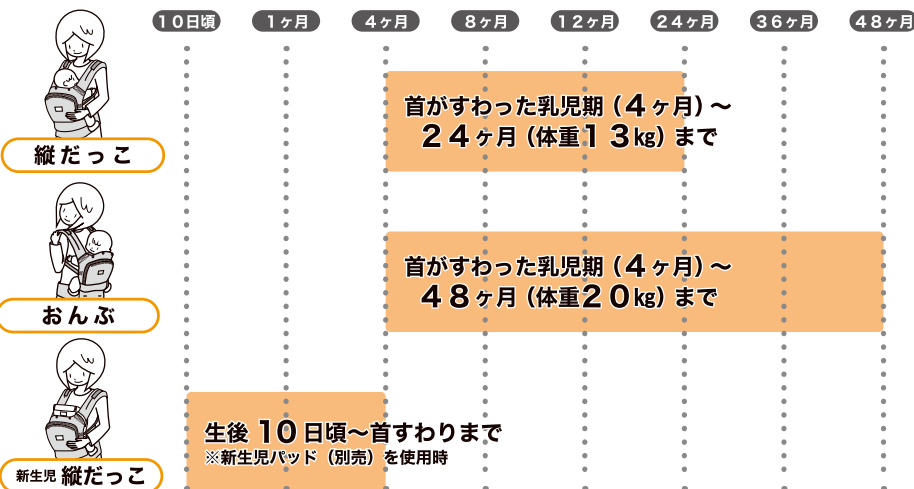 10日頃 1ヶ月 4ヶ月 8ヶ月 12ヶ月 24ヶ月 36ヶ月 48ヶ月
首がすわった乳児期（4ヶ月）～
24ヶ月（体重13㎏）まで
縦だっこ
首がすわった乳児期（4ヶ月）～
48ヶ月（体重20㎏）まで
おんぶ
生後10日頃～首すわりまで
※新生児パッド（別売）を使用時
新生児 縦だっこ